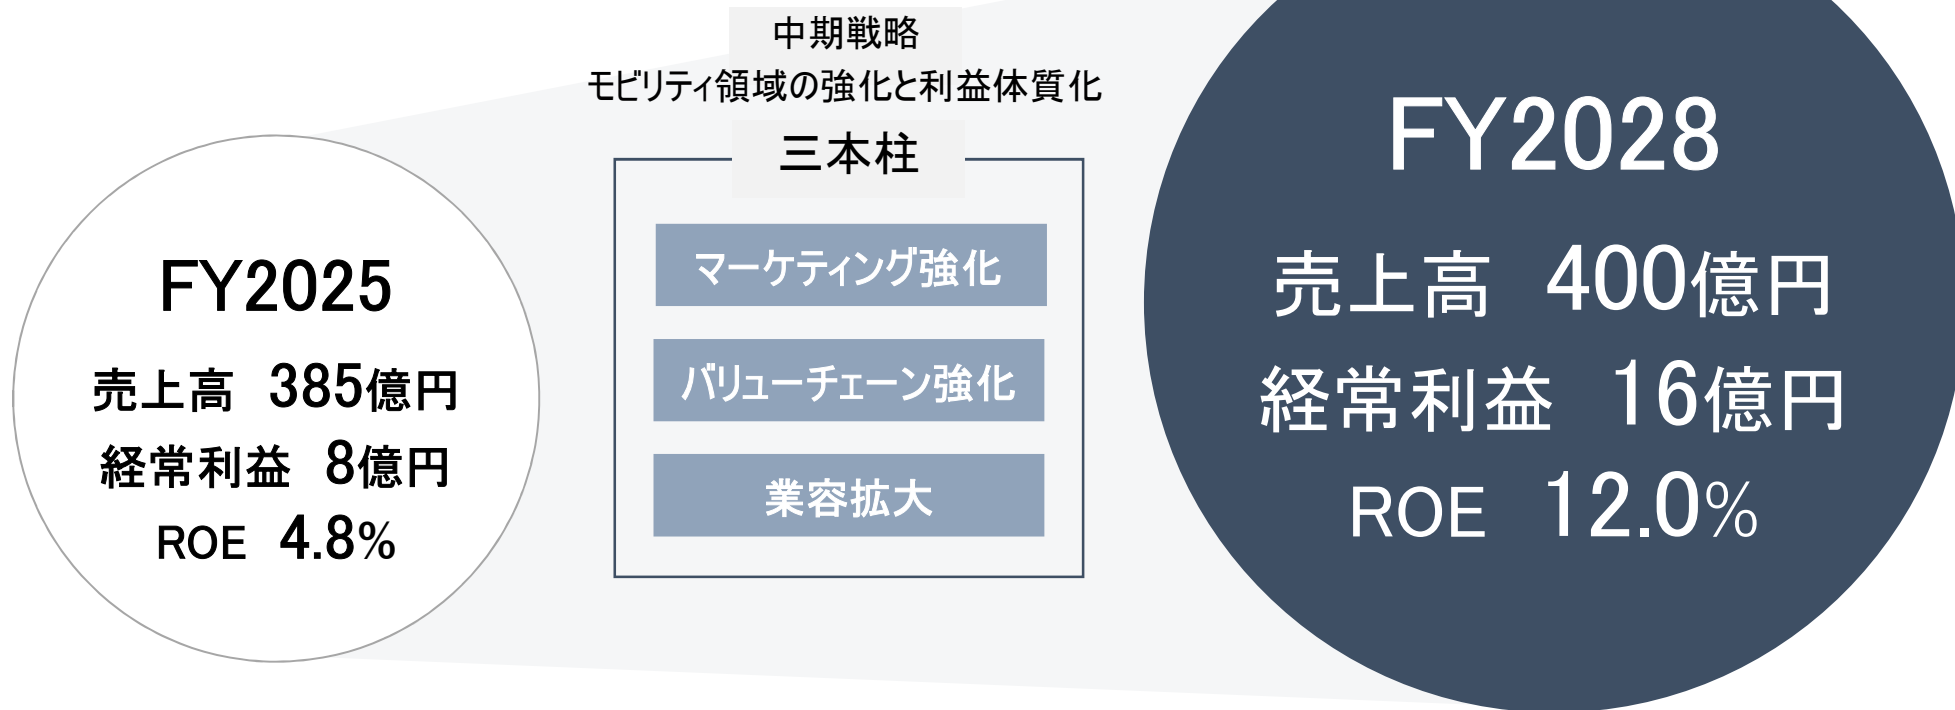 中期戦略
モビリティ領域の強化と利益体質化
三本柱
マーケティング強化
バリューチェーン強化
業容拡大
FY2025
売上高 385億円
経常利益 8億円
ROE 4.8%
FY2028
売上高 400億円
経常利益 16億円
ROE 12.0%